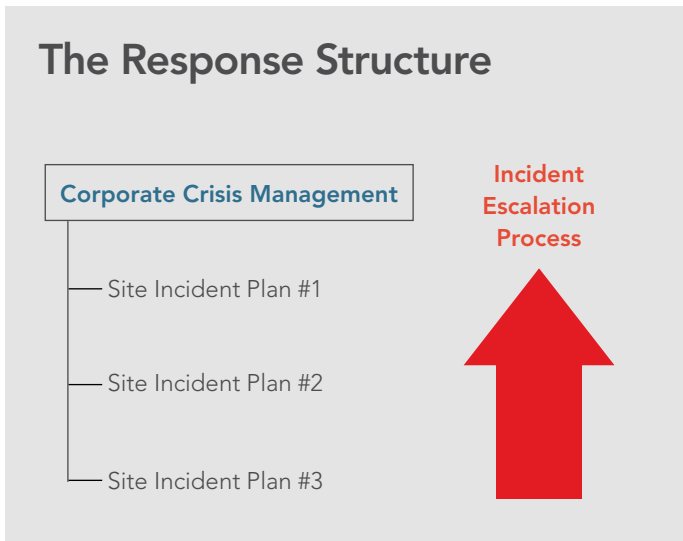 The Response Structure
Corporate Crisis Management
Site Incident Plan #1
Site Incident Plan #2
Site Incident Plan #3
Incident
Escalation
Process